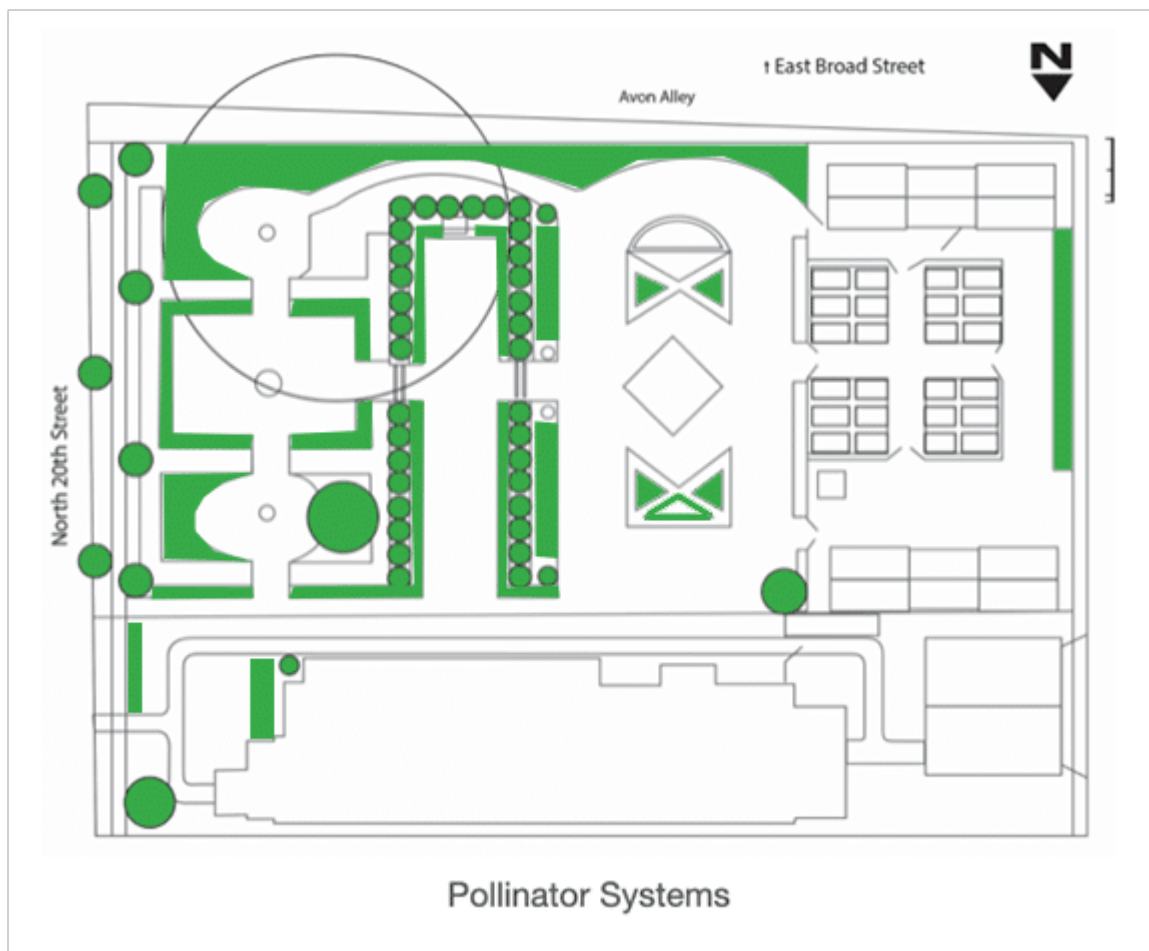 ↑ East Broad Street
N
Avon Alley
North 20th Street
Pollinator Systems